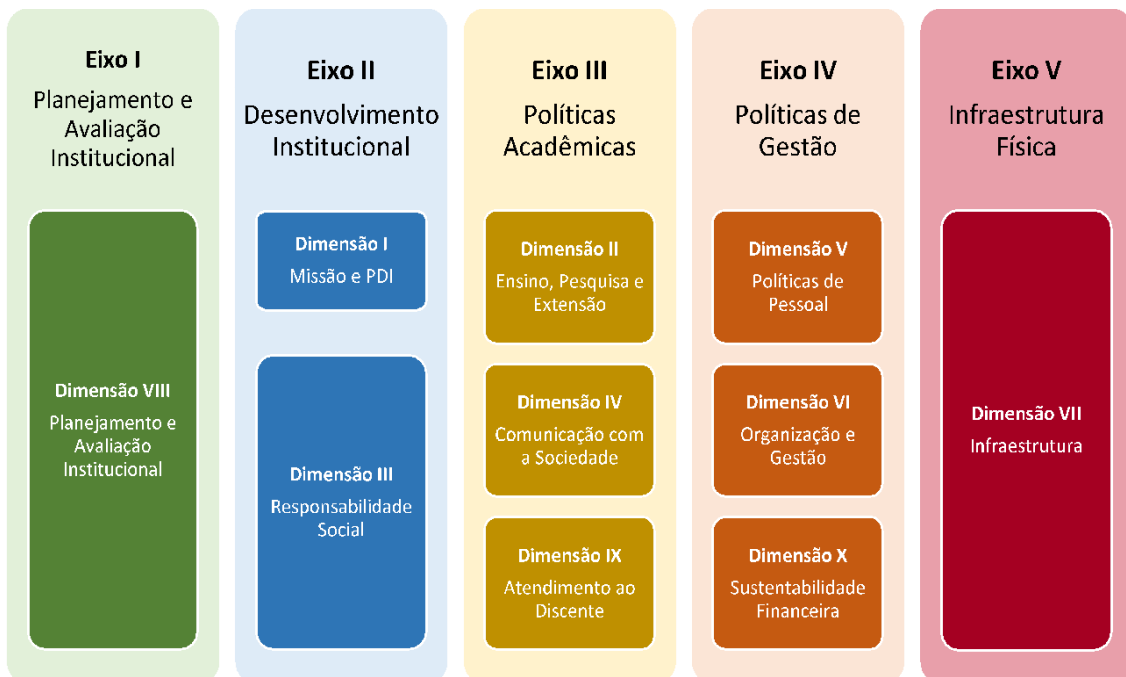 Eixo I
Planejamento e
Avaliação
Institucional
Dimensão VIII
Planejamento e
Avaliação
Institucional
Eixo II
Desenvolvimento
Institucional
Dimensão I
Missão e PDI
Dimensão III
Responsabilidade
Social
Eixo III
Políticas
Acadêmicas
Dimensão II
Ensino, Pesquisa e
Extensão
Dimensão IV
Comunicação com
a Sociedade
Dimensão IX
Atendimento ao
Discente
Eixo IV
Políticas de
Gestão
Dimensão V
Políticas de
Pessoal
Dimensão VI
Organização e
Gestão
Dimensão X
Sustentabilidade
Financeira
Eixo V
Infraestrutura
Física
Dimensão VII
Infraestrutura